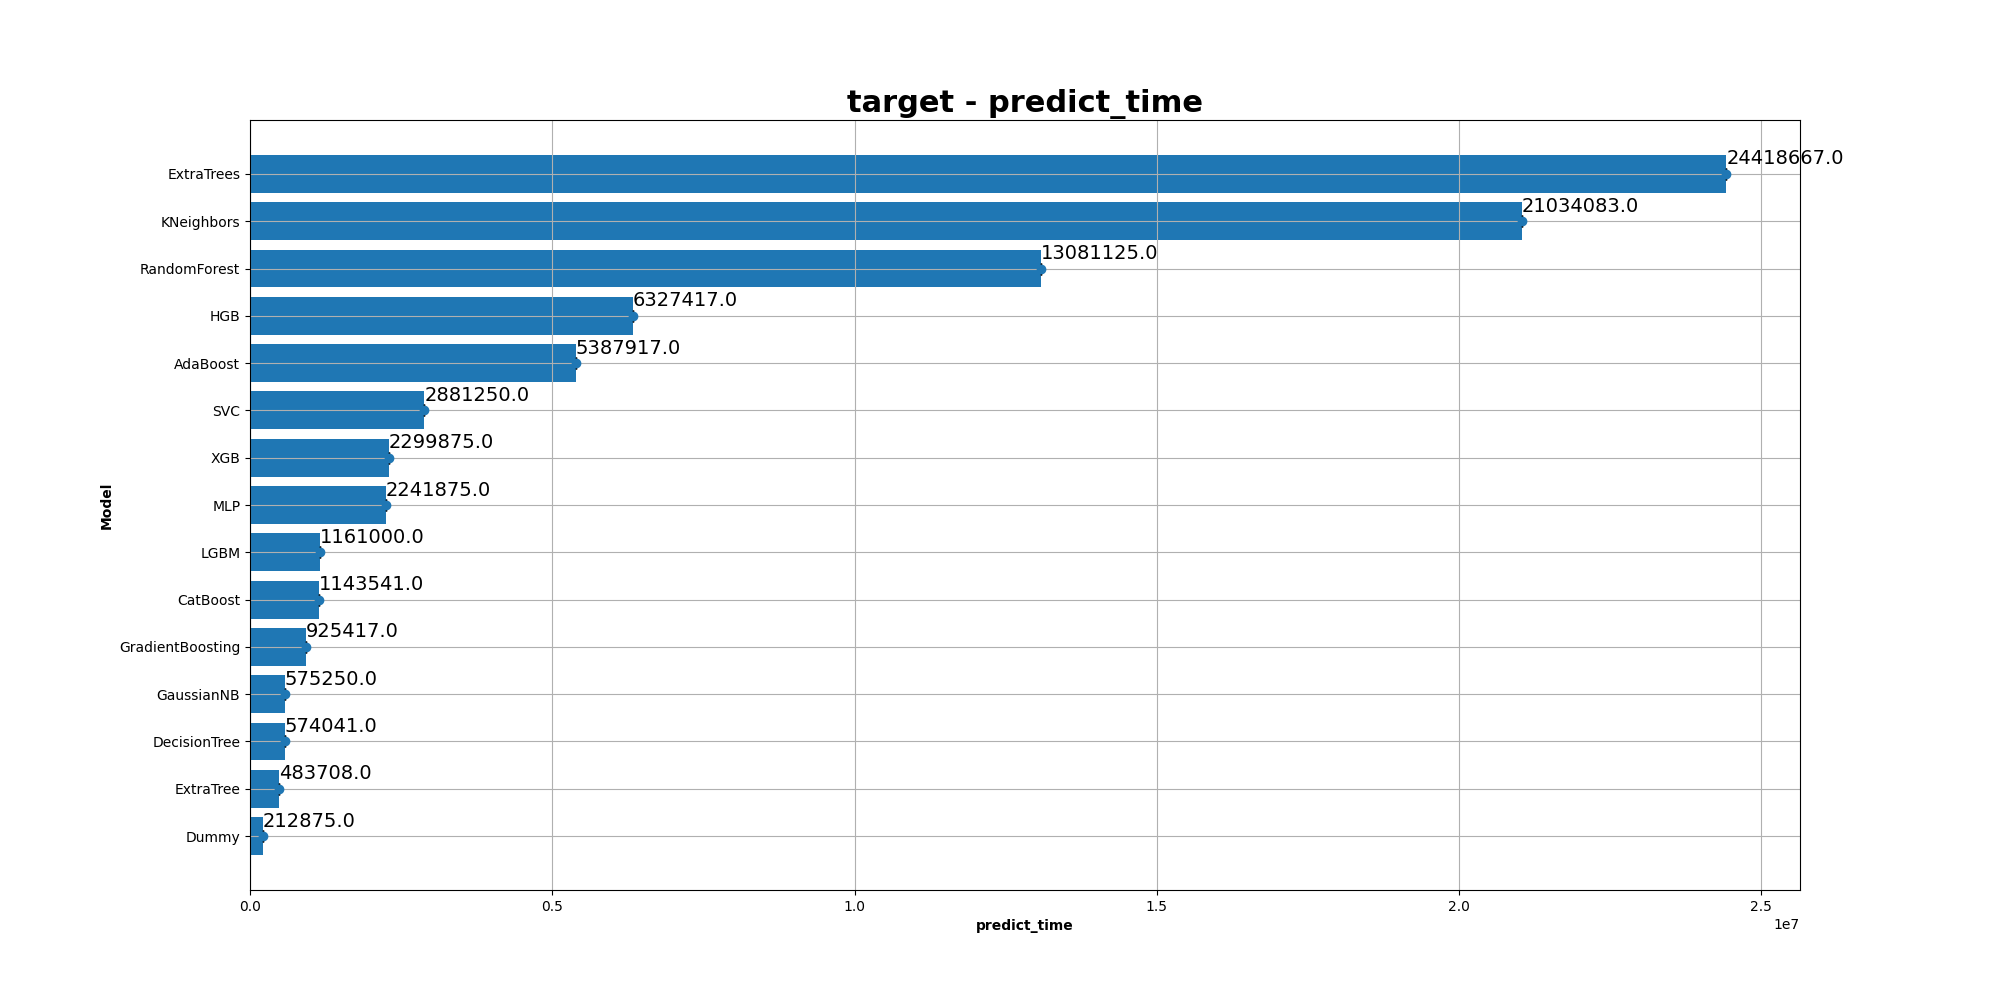 target - predict_time
ExtraTrees 24418667.0
KNeighbors 21034083.0
RandomForest 13081125.0
HGB 6327417.0
AdaBoost 5387917.0
SVC 2881250.0
XGB 2299875.0
MLP 2241875.0
Model
LGBM 1161000.0
CatBoost 1143541.0
GradientBoosting 925417.0
GaussianNB 575250.0
DecisionTree 574041.0
ExtraTree 483708.0
Dummy 212875.0
0.0 0.5 1.0 1.5 2.0 2.5
1e7
predict_time